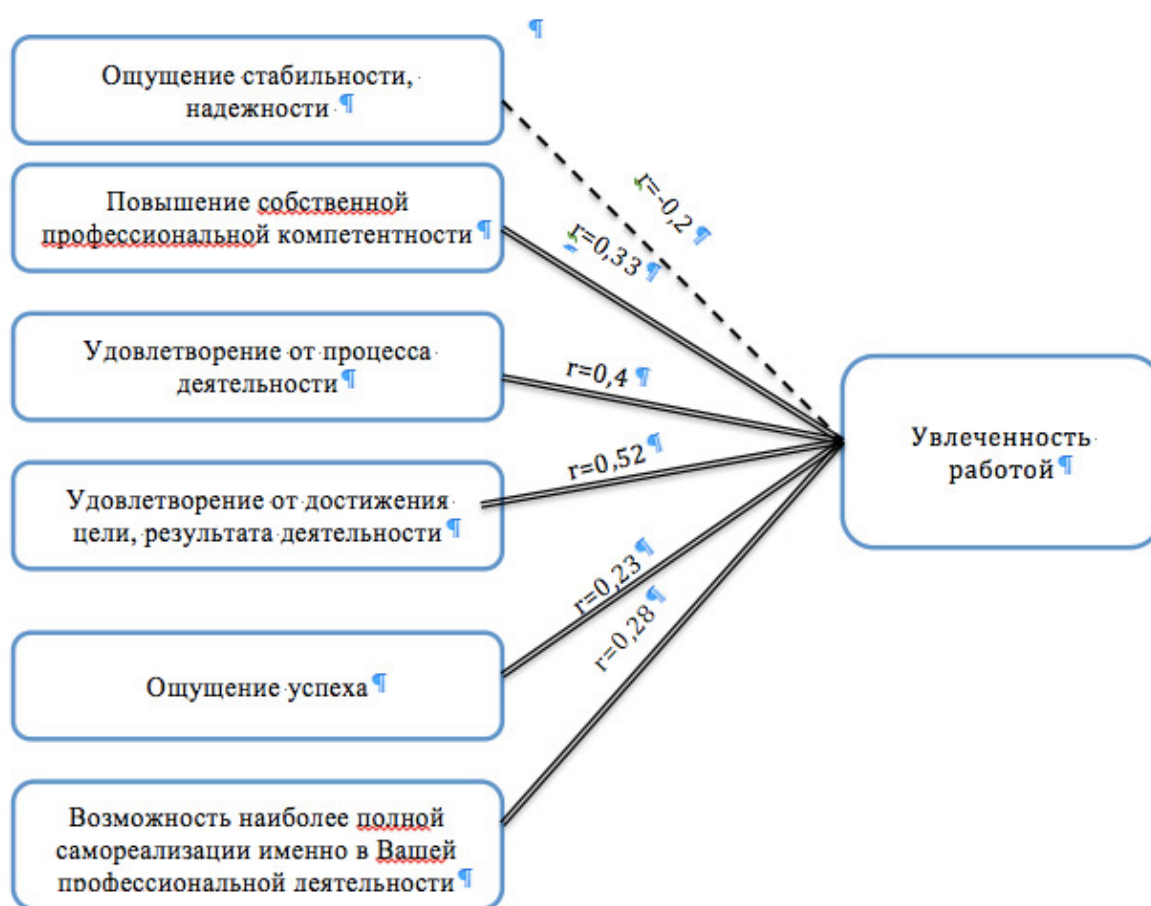 Ощущение стабильности,
надежности
r=-0,2
Повышение собственной
профессиональной компетентности
r=0,33
Удовлетворение от процесса
деятельности
r=0,4
Увлеченность
работой
Удовлетворение от достижения
цели, результата деятельности
r=0,52
Ощущение успеха
r=0,23
r=0,28
Возможность наиболее полной
самореализации именно в Вашей
профессиональной деятельности